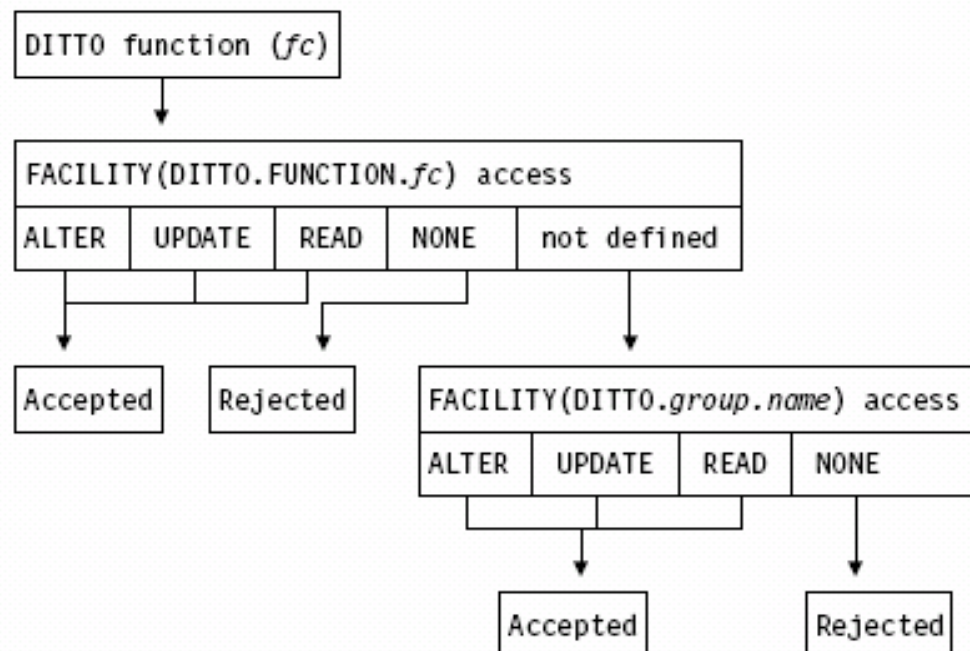 DITTO function (fc)
FACILITY(DITTO.FUNCTION.fc) access
ALTER UPDATE READ NONE not defined
Accepted Rejected FACILITY(DITTO.group.name) access
ALTER UPDATE READ NONE
Accepted Rejected